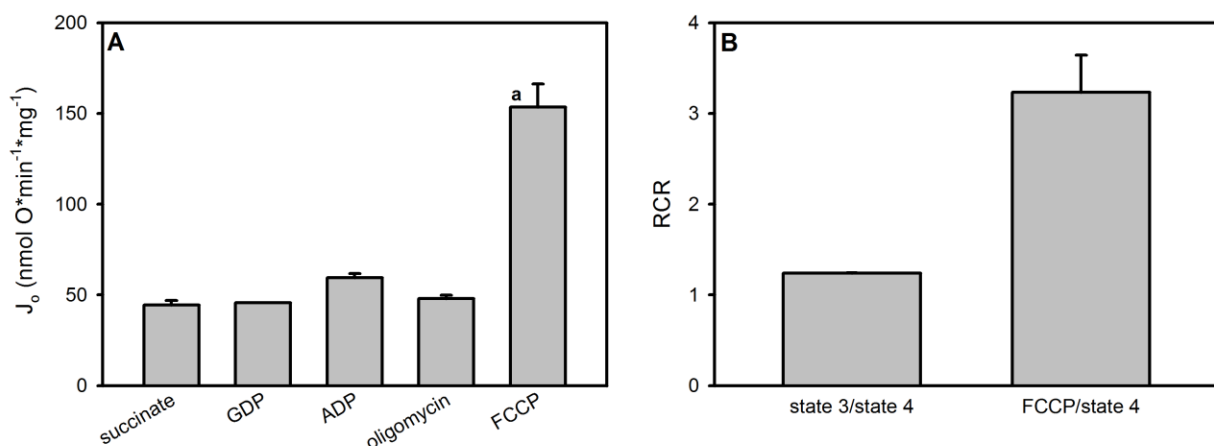 A
200
150
100
50
0
J₀ (nmol O*min⁻¹*mg⁻¹)
a
succinate
GDP
ADP
oligomycin
FCCP
B
4
3
2
1
0
RCR
state 3/state 4
FCCP/state 4